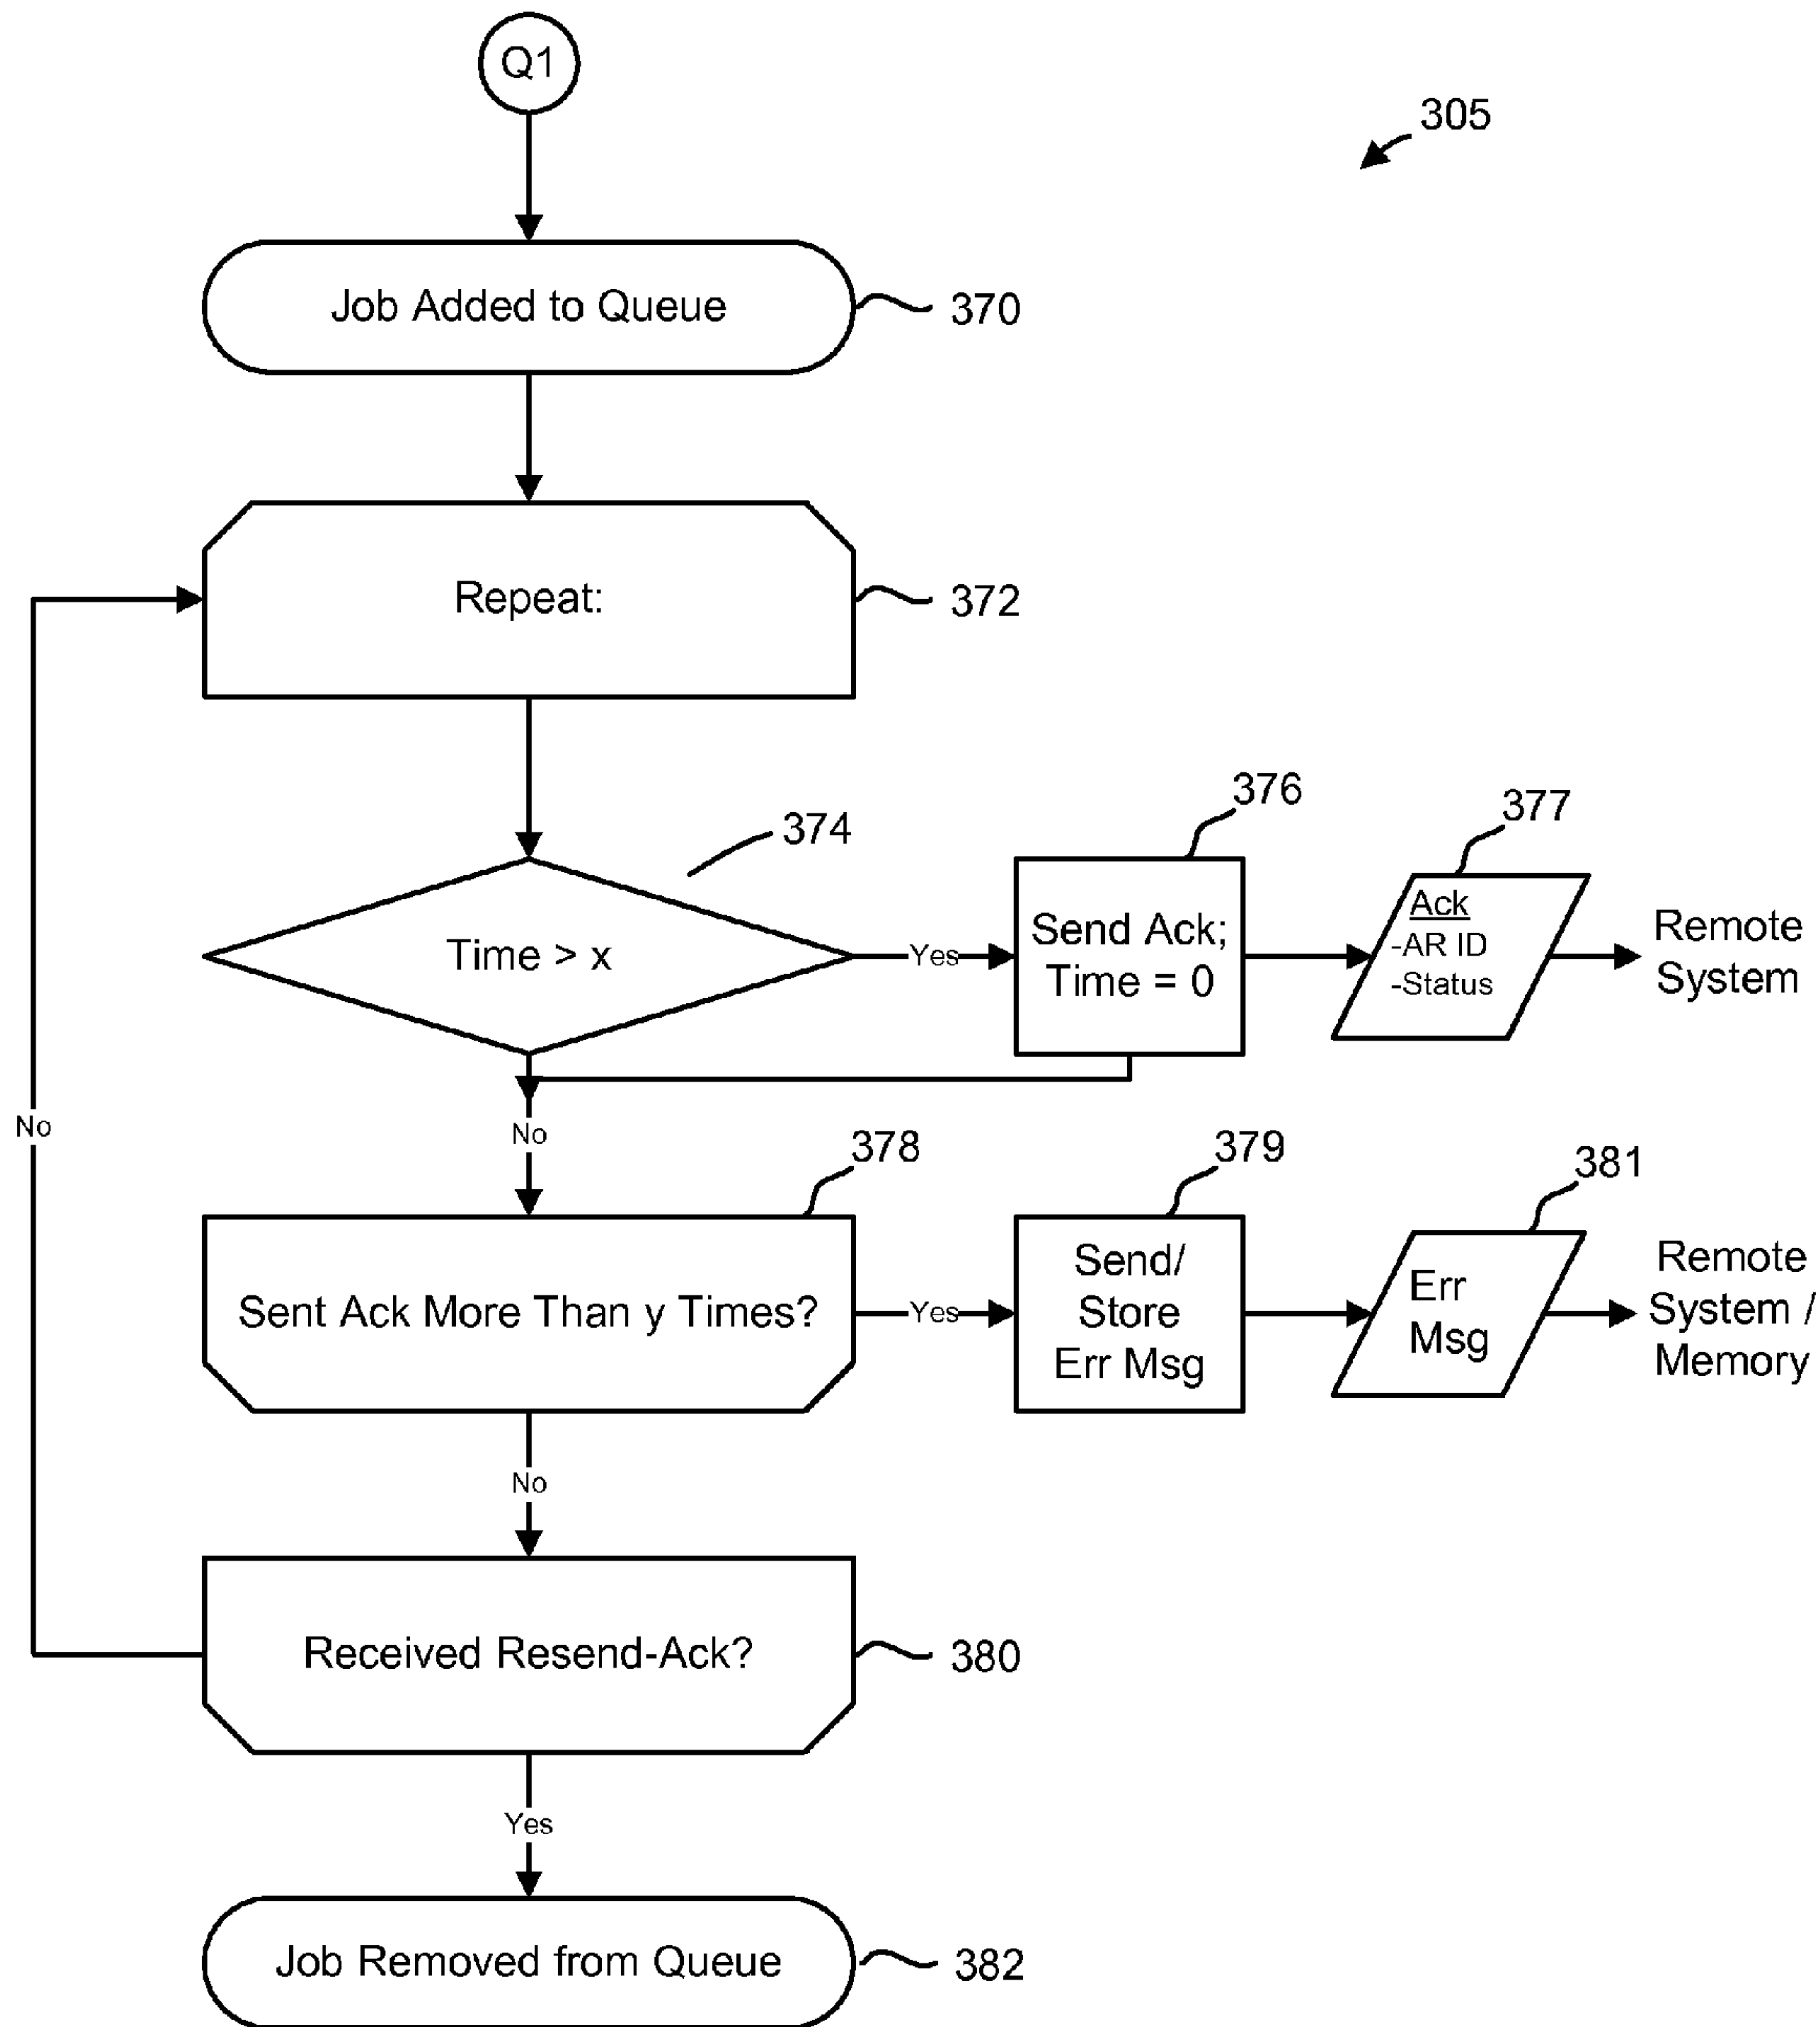 Q1
305
Job Added to Queue
370
Repeat:
372
374
376
377
Time > x
Yes
Send Ack;
Time = 0
Ack
-AR ID
-Status
Remote
System
No
No
378
379
381
Sent Ack More Than y Times?
Yes
Send/
Store
Err Msg
Err
Msg
Remote
System /
Memory
No
Received Resend-Ack?
380
Yes
Job Removed from Queue
382